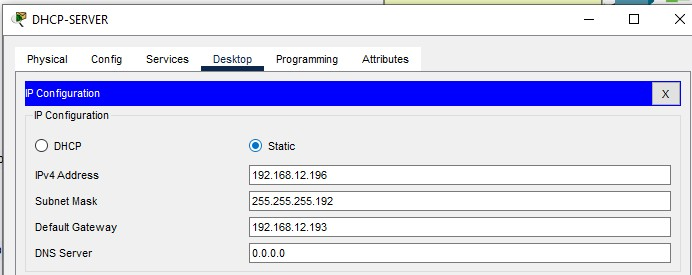 DHCP-SERVER
Physical Config Services Desktop Programming Attributes
IP Configuration X
IP Configuration
DHCP Static
IPv4 Address 192.168.12.196
Subnet Mask 255.255.255.192
Default Gateway 192.168.12.193
DNS Server 0.0.0.0